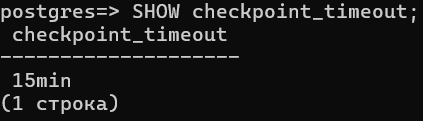 postgres=> SHOW checkpoint_timeout;
 checkpoint_timeout
--------------------
 15min
(1 строка)